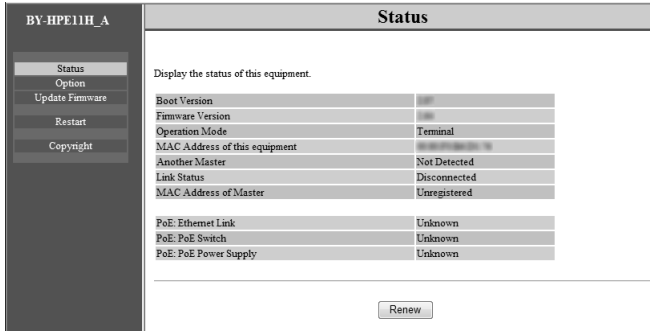 BY-HPE11H_A
Status
Option
Update Firmware
Restart
Copyright
Status
Display the status of this equipment.
Boot Version
Firmware Version
Operation Mode Terminal
MAC Address of this equipment
Another Master Not Detected
Link Status Disconnected
MAC Address of Master Unregistered
PoE: Ethernet Link Unknown
PoE: PoE Switch Unknown
PoE: PoE Power Supply Unknown
Renew